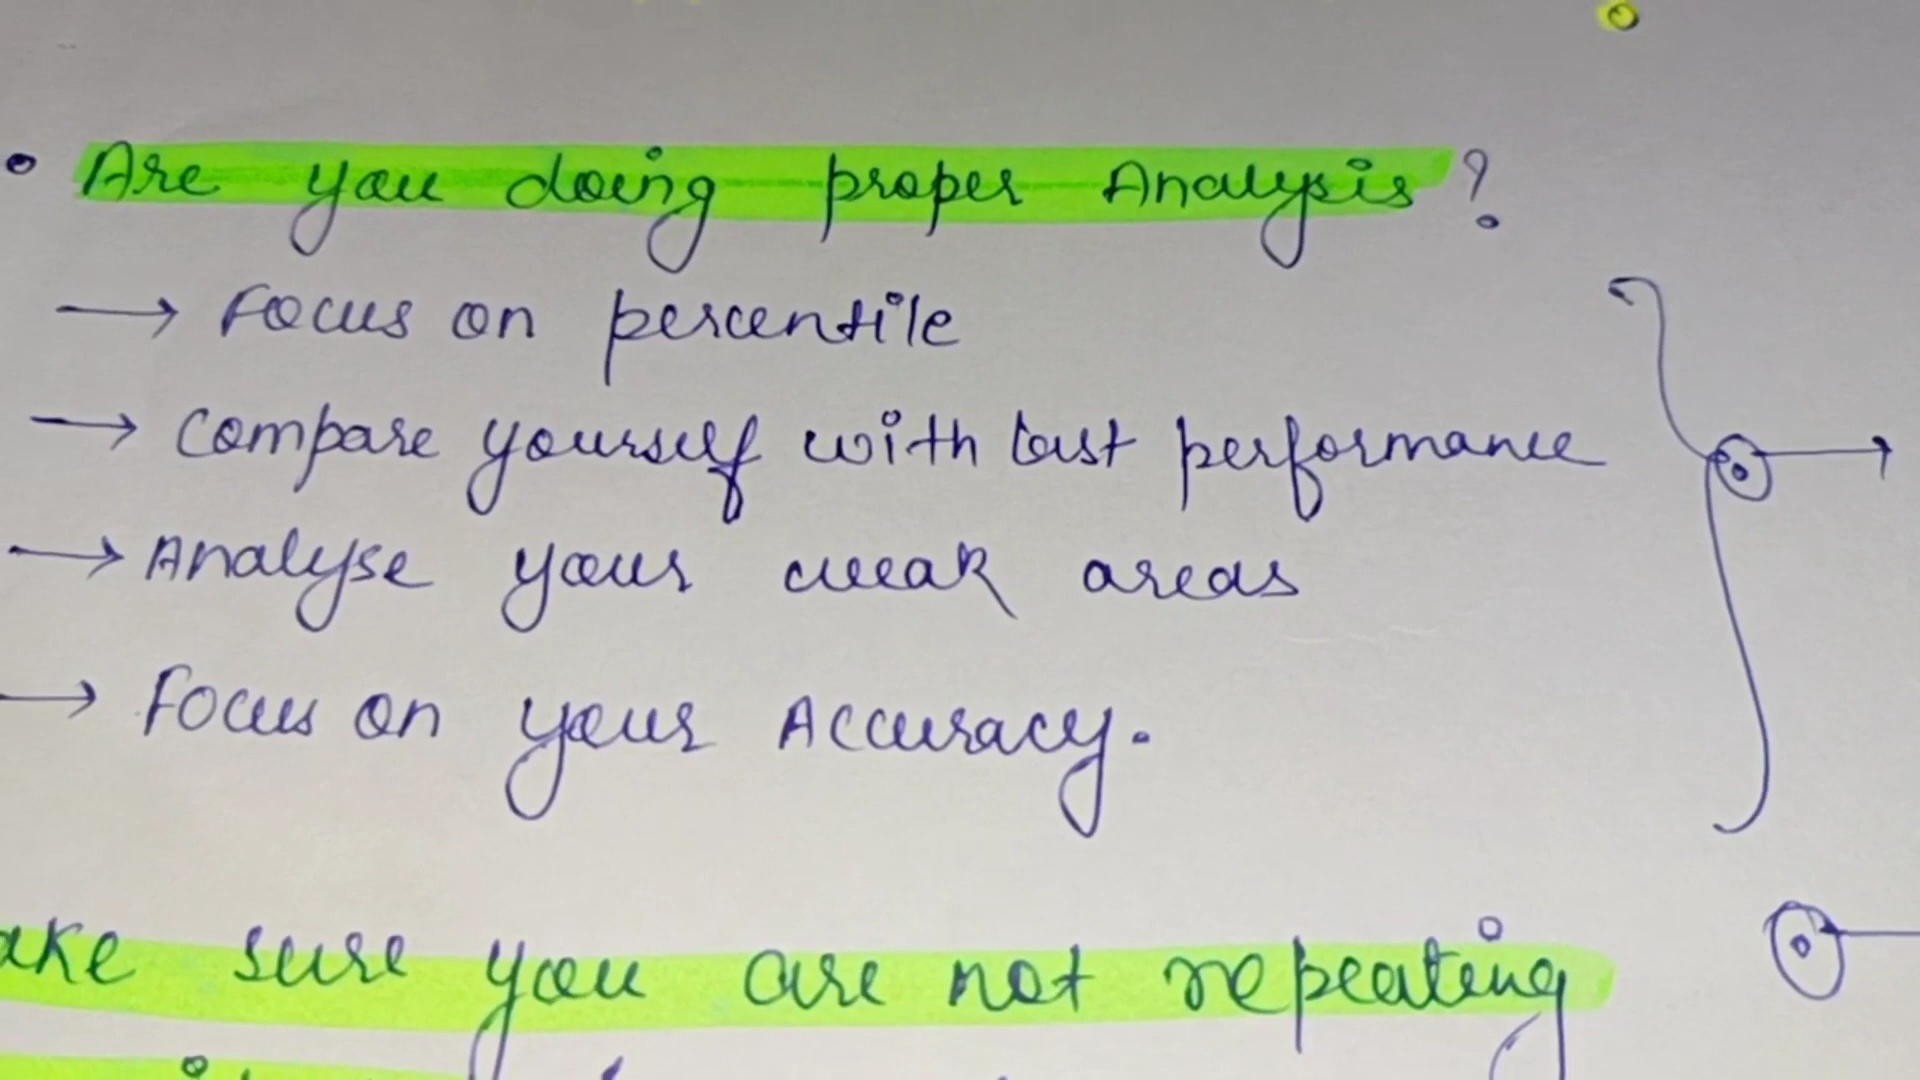 • Are you doing proper Analysis?
→ Focus on percentile
→ Compare yourself with last performance
→ Analyse your weak areas
→ Focus on your Accuracy.
ake sure you are not repeating